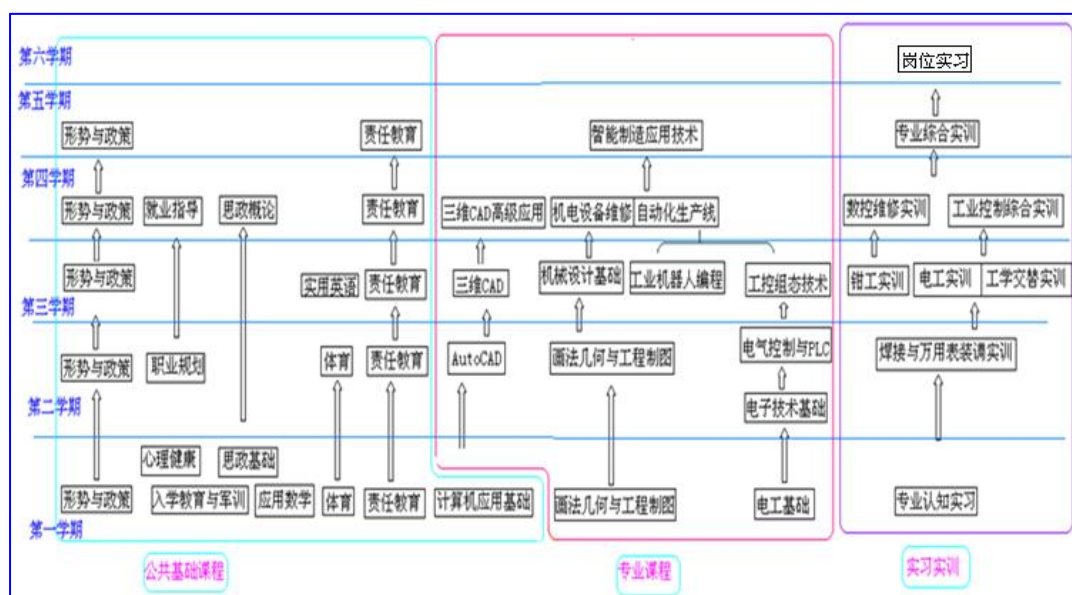 第六学期
岗位实习
第五学期
形势与政策
责任教育
智能制造应用技术
专业综合实训
第四学期
形势与政策
就业指导
思政概论
责任教育
三维CAD高级应用
机电设备维修
自动化生产线
数控维修实训
工业控制综合实训
形势与政策
实用英语
责任教育
三维CAD
机械设计基础
工业机器人编程
工控组态技术
钳工实训
电工实训
工学交替实训
第三学期
形势与政策
职业规划
体育
责任教育
AutoCAD
画法几何与工程制图
电气控制与PLC
焊接与万用表装调实训
第二学期
电子技术基础
心理健康
思政基础
形势与政策
入学教育与军训
应用数学
体育
责任教育
计算机应用基础
画法几何与工程制图
电工基础
专业认知实习
第一学期
公共基础课程
专业课程
实习实训